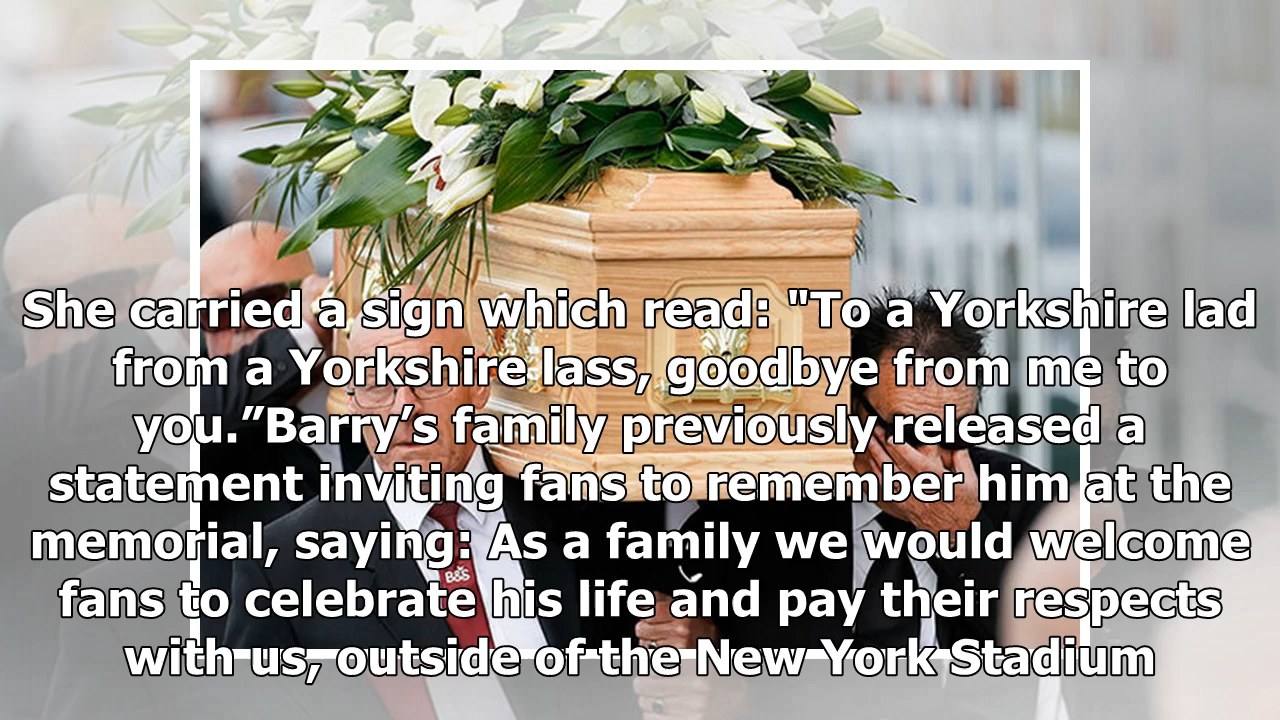 She carried a sign which read: "To a Yorkshire lad
from a Yorkshire lass, goodbye from me to
you.”Barry’s family previously released a
statement inviting fans to remember him at the
memorial, saying: As a family we would welcome
fans to celebrate his life and pay their respects
with us, outside of the New York Stadium
B&S